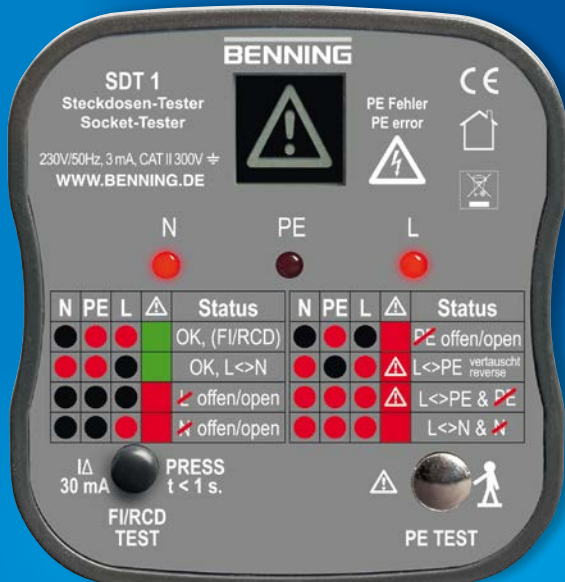 BENNING
SDT 1
Steckdosen-Tester
Socket-Tester
230V/50Hz, 3 mA, CAT II 300V
WWW.BENNING.DE
PE Fehler
PE error
CE
N PE L
N PE L Status
OK, (FI/RCD)
OK, L<>N
L offen/open
N offen/open
N PE L Status
PE offen/open
L<>PE vertauscht
reverse
L<>PE & PE
L<>N & N
IΔ
30 mA
PRESS
t < 1 s.
FI/RCD
TEST
PE TEST